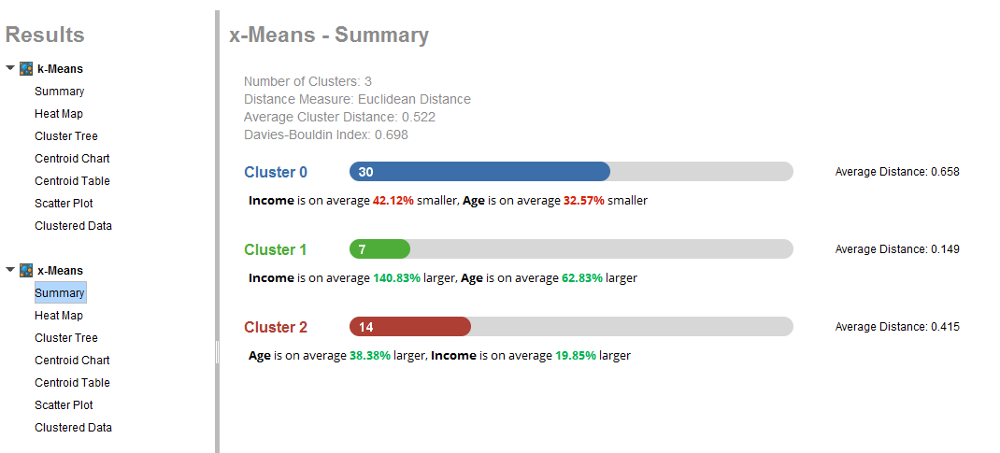 Results
k-Means
Summary
Heat Map
Cluster Tree
Centroid Chart
Centroid Table
Scatter Plot
Clustered Data
x-Means
Summary
Heat Map
Cluster Tree
Centroid Chart
Centroid Table
Scatter Plot
Clustered Data
x-Means - Summary
Number of Clusters: 3
Distance Measure: Euclidean Distance
Average Cluster Distance: 0.522
Davies-Bouldin Index: 0.698
Cluster 0 30 Average Distance: 0.658
Income is on average 42.12% smaller, Age is on average 32.57% smaller
Cluster 1 7 Average Distance: 0.149
Income is on average 140.83% larger, Age is on average 62.83% larger
Cluster 2 14 Average Distance: 0.415
Age is on average 38.38% larger, Income is on average 19.85% larger